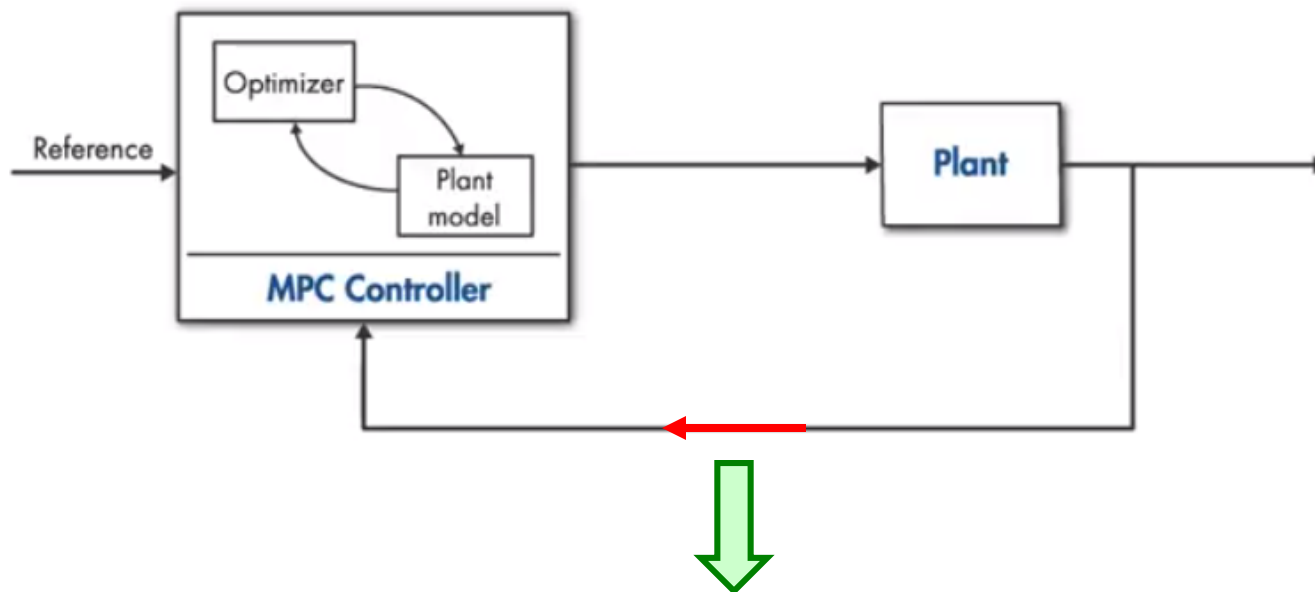 Optimizer
Reference
Plant
model
MPC Controller
Plant